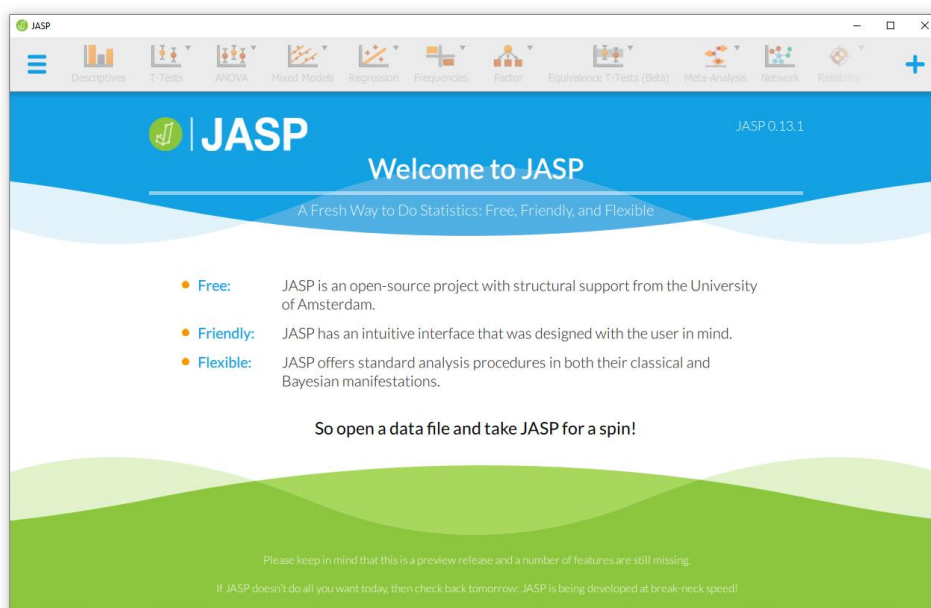 JASP
Descriptives T-Tests ANOVA Mixed Models Regression Frequencies Factor Equivalence T-Tests (Beta) Meta-Analysis Network Reliability
JASP
JASP 0.13.1
Welcome to JASP
A Fresh Way to Do Statistics: Free, Friendly, and Flexible
Free: JASP is an open-source project with structural support from the University
of Amsterdam.
Friendly: JASP has an intuitive interface that was designed with the user in mind.
Flexible: JASP offers standard analysis procedures in both their classical and
Bayesian manifestations.
So open a data file and take JASP for a spin!
Please keep in mind that this is a preview release and a number of features are still missing.
If JASP doesn't do all you want today, then check back tomorrow: JASP is being developed at break-neck speed!